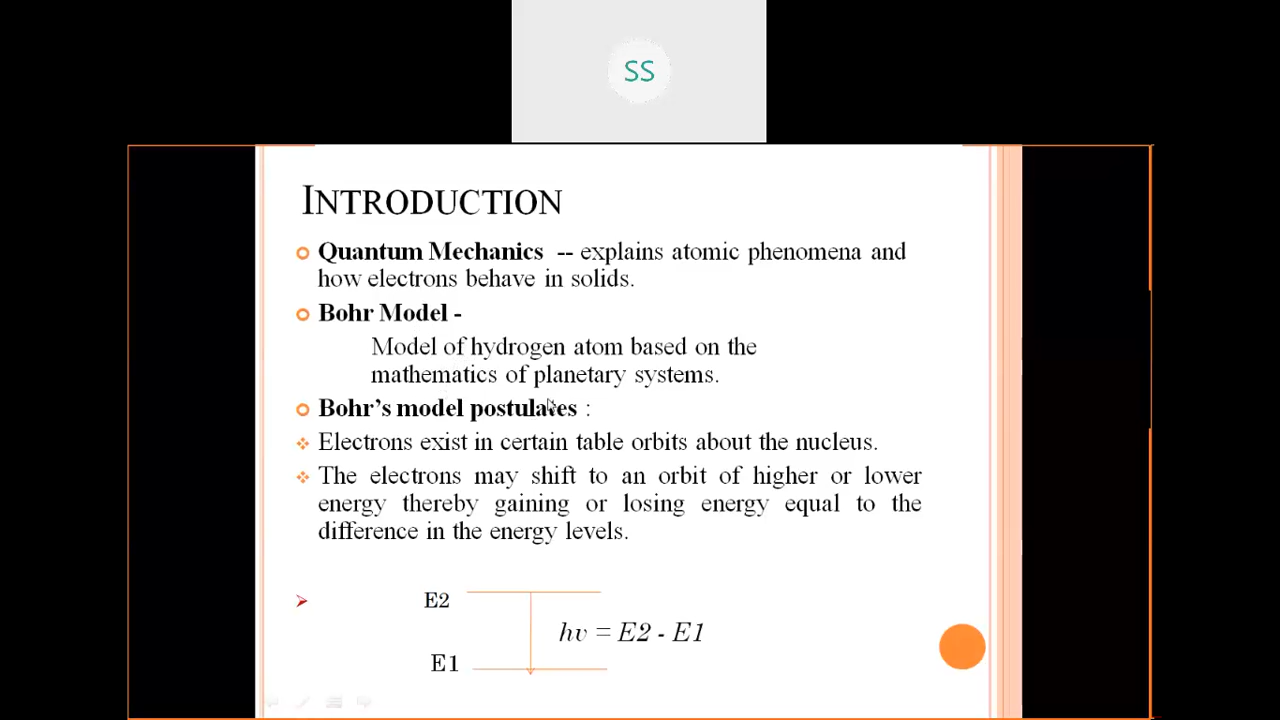 SS
INTRODUCTION
Quantum Mechanics -- explains atomic phenomena and
how electrons behave in solids.
Bohr Model -
Model of hydrogen atom based on the
mathematics of planetary systems.
Bohr's model postulates :
Electrons exist in certain table orbits about the nucleus.
The electrons may shift to an orbit of higher or lower
energy thereby gaining or losing energy equal to the
difference in the energy levels.
E2
hv = E2 - E1
E1